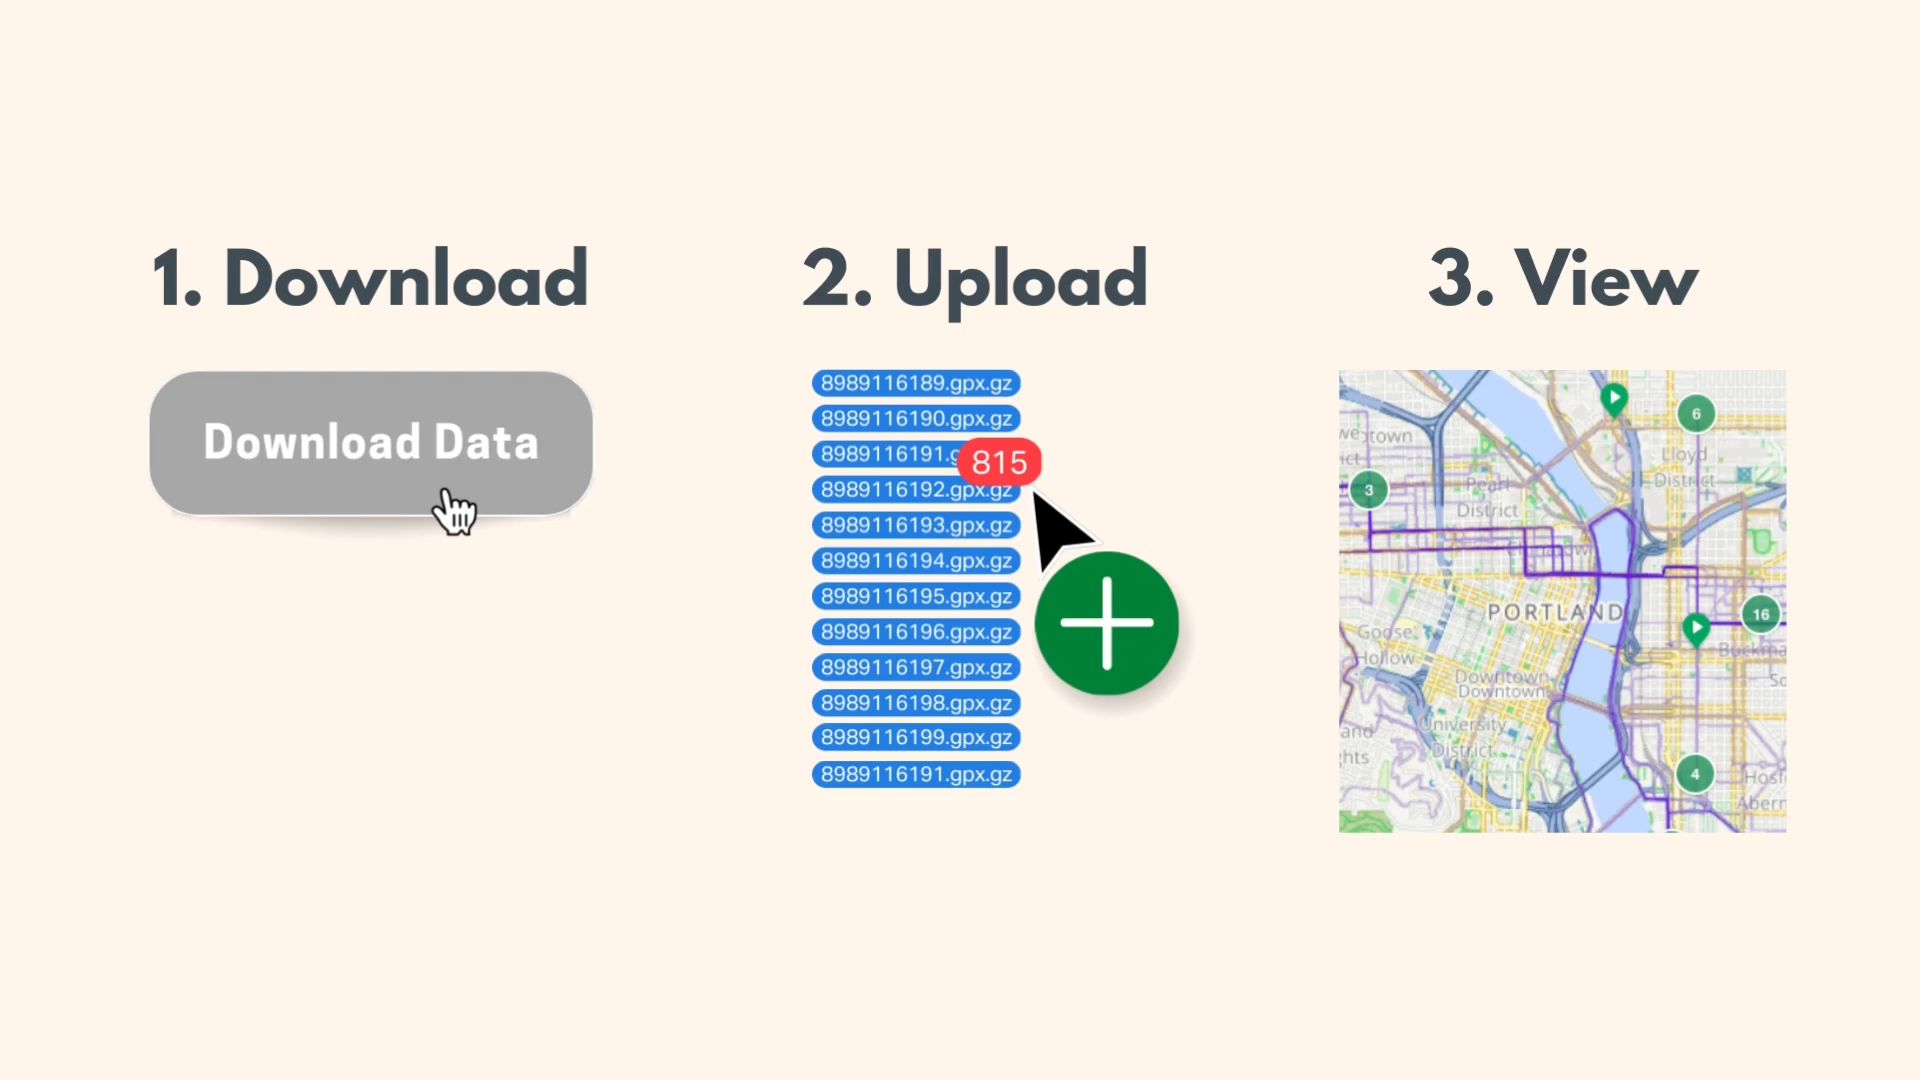 1. Download
Download Data
2. Upload
8989116189.gpx.gz
8989116190.gpx.gz
8989116191.g
815
8989116192.gpx.gz
8989116193.gpx.gz
8989116194.gpx.gz
8989116195.gpx.gz
8989116196.gpx.gz
8989116197.gpx.gz
8989116198.gpx.gz
8989116199.gpx.gz
8989116191.gpx.gz
3. View
6
town
Lloyd
District
3
Pearl
District
PORTLAND
16
Goose
Hollow
Downtown
Downtown
University
District
and
hts
4